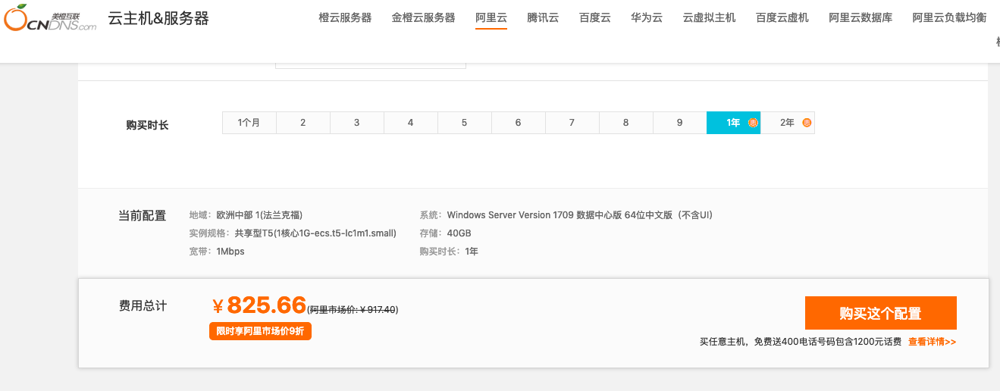 美橙互联
CNDNS.com
云主机&服务器
橙云服务器 金橙云服务器 阿里云 腾讯云 百度云 华为云 云虚拟主机 百度云虚机 阿里云数据库 阿里云负载均衡
购买时长
1个月 2 3 4 5 6 7 8 9 1年 惠 2年 惠
当前配置
地域: 欧洲中部 1(法兰克福) 系统: Windows Server Version 1709 数据中心版 64位中文版（不含UI）
实例规格: 共享型T5(1核心1G-ecs.t5-lc1m1.small) 存储: 40GB
宽带: 1Mbps 购买时长: 1年
费用总计
¥825.66(阿里市场价:¥917.40)
限时享阿里市场价9折
购买这个配置
买任意主机，免费送400电话号码包含1200元话费 查看详情>>